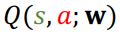 Q(s, a; w)